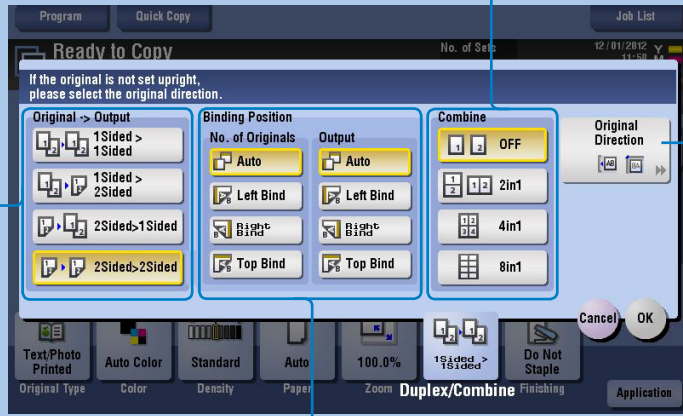 Program
Quick Copy
Job List
Ready to Copy
No. of Sets
12/01/2012
11:58
Y
M
If the original is not set upright,
please select the original direction.
Original -> Output
1Sided >
1Sided
1Sided >
2Sided
2Sided>1Sided
2Sided>2Sided
Binding Position
No. of Originals
Output
Auto
Auto
Left Bind
Left Bind
Right
Bind
Right
Bind
Top Bind
Top Bind
Combine
OFF
2in1
4in1
8in1
Original
Direction
Cancel
OK
Text/Photo
Printed
Auto Color
Standard
Auto
100.0%
1Sided >
1Sided
Do Not
Staple
Original Type
Color
Density
Paper
Zoom
Duplex/Combine
Finishing
Application